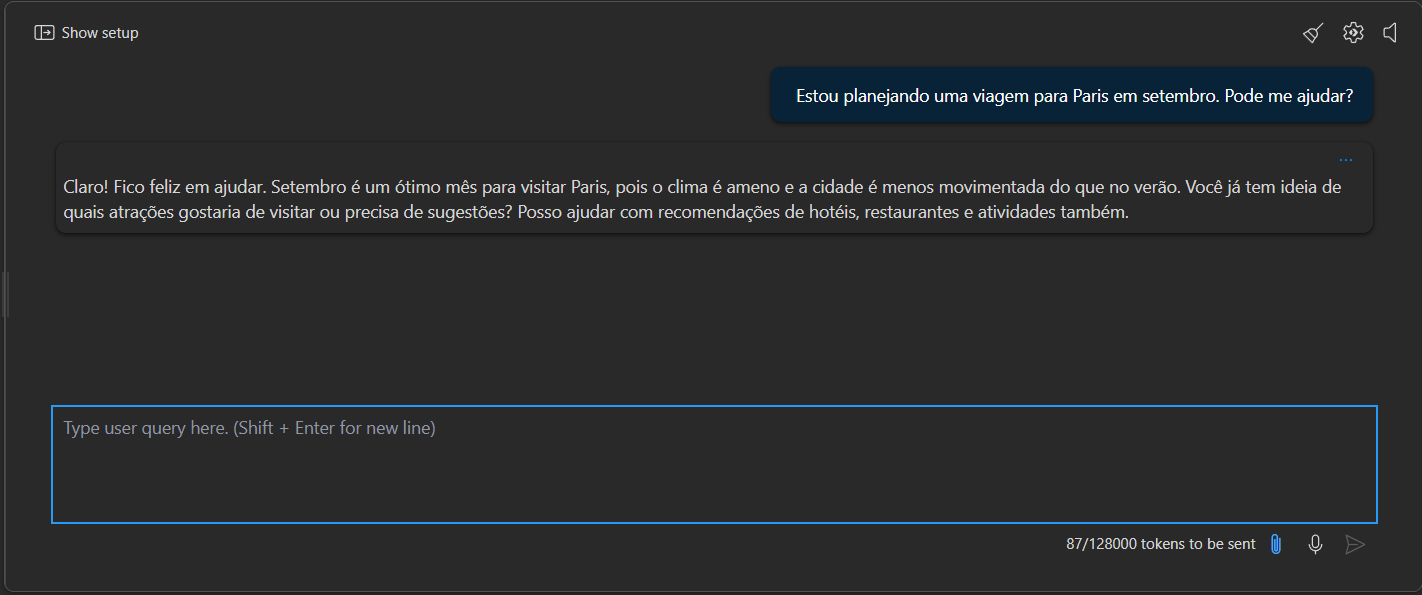 Show setup
Estou planejando uma viagem para Paris em setembro. Pode me ajudar?
...
Claro! Fico feliz em ajudar. Setembro é um ótimo mês para visitar Paris, pois o clima é ameno e a cidade é menos movimentada do que no verão. Você já tem ideia de
quais atrações gostaria de visitar ou precisa de sugestões? Posso ajudar com recomendações de hotéis, restaurantes e atividades também.
Type user query here. (Shift + Enter for new line)
87/128000 tokens to be sent